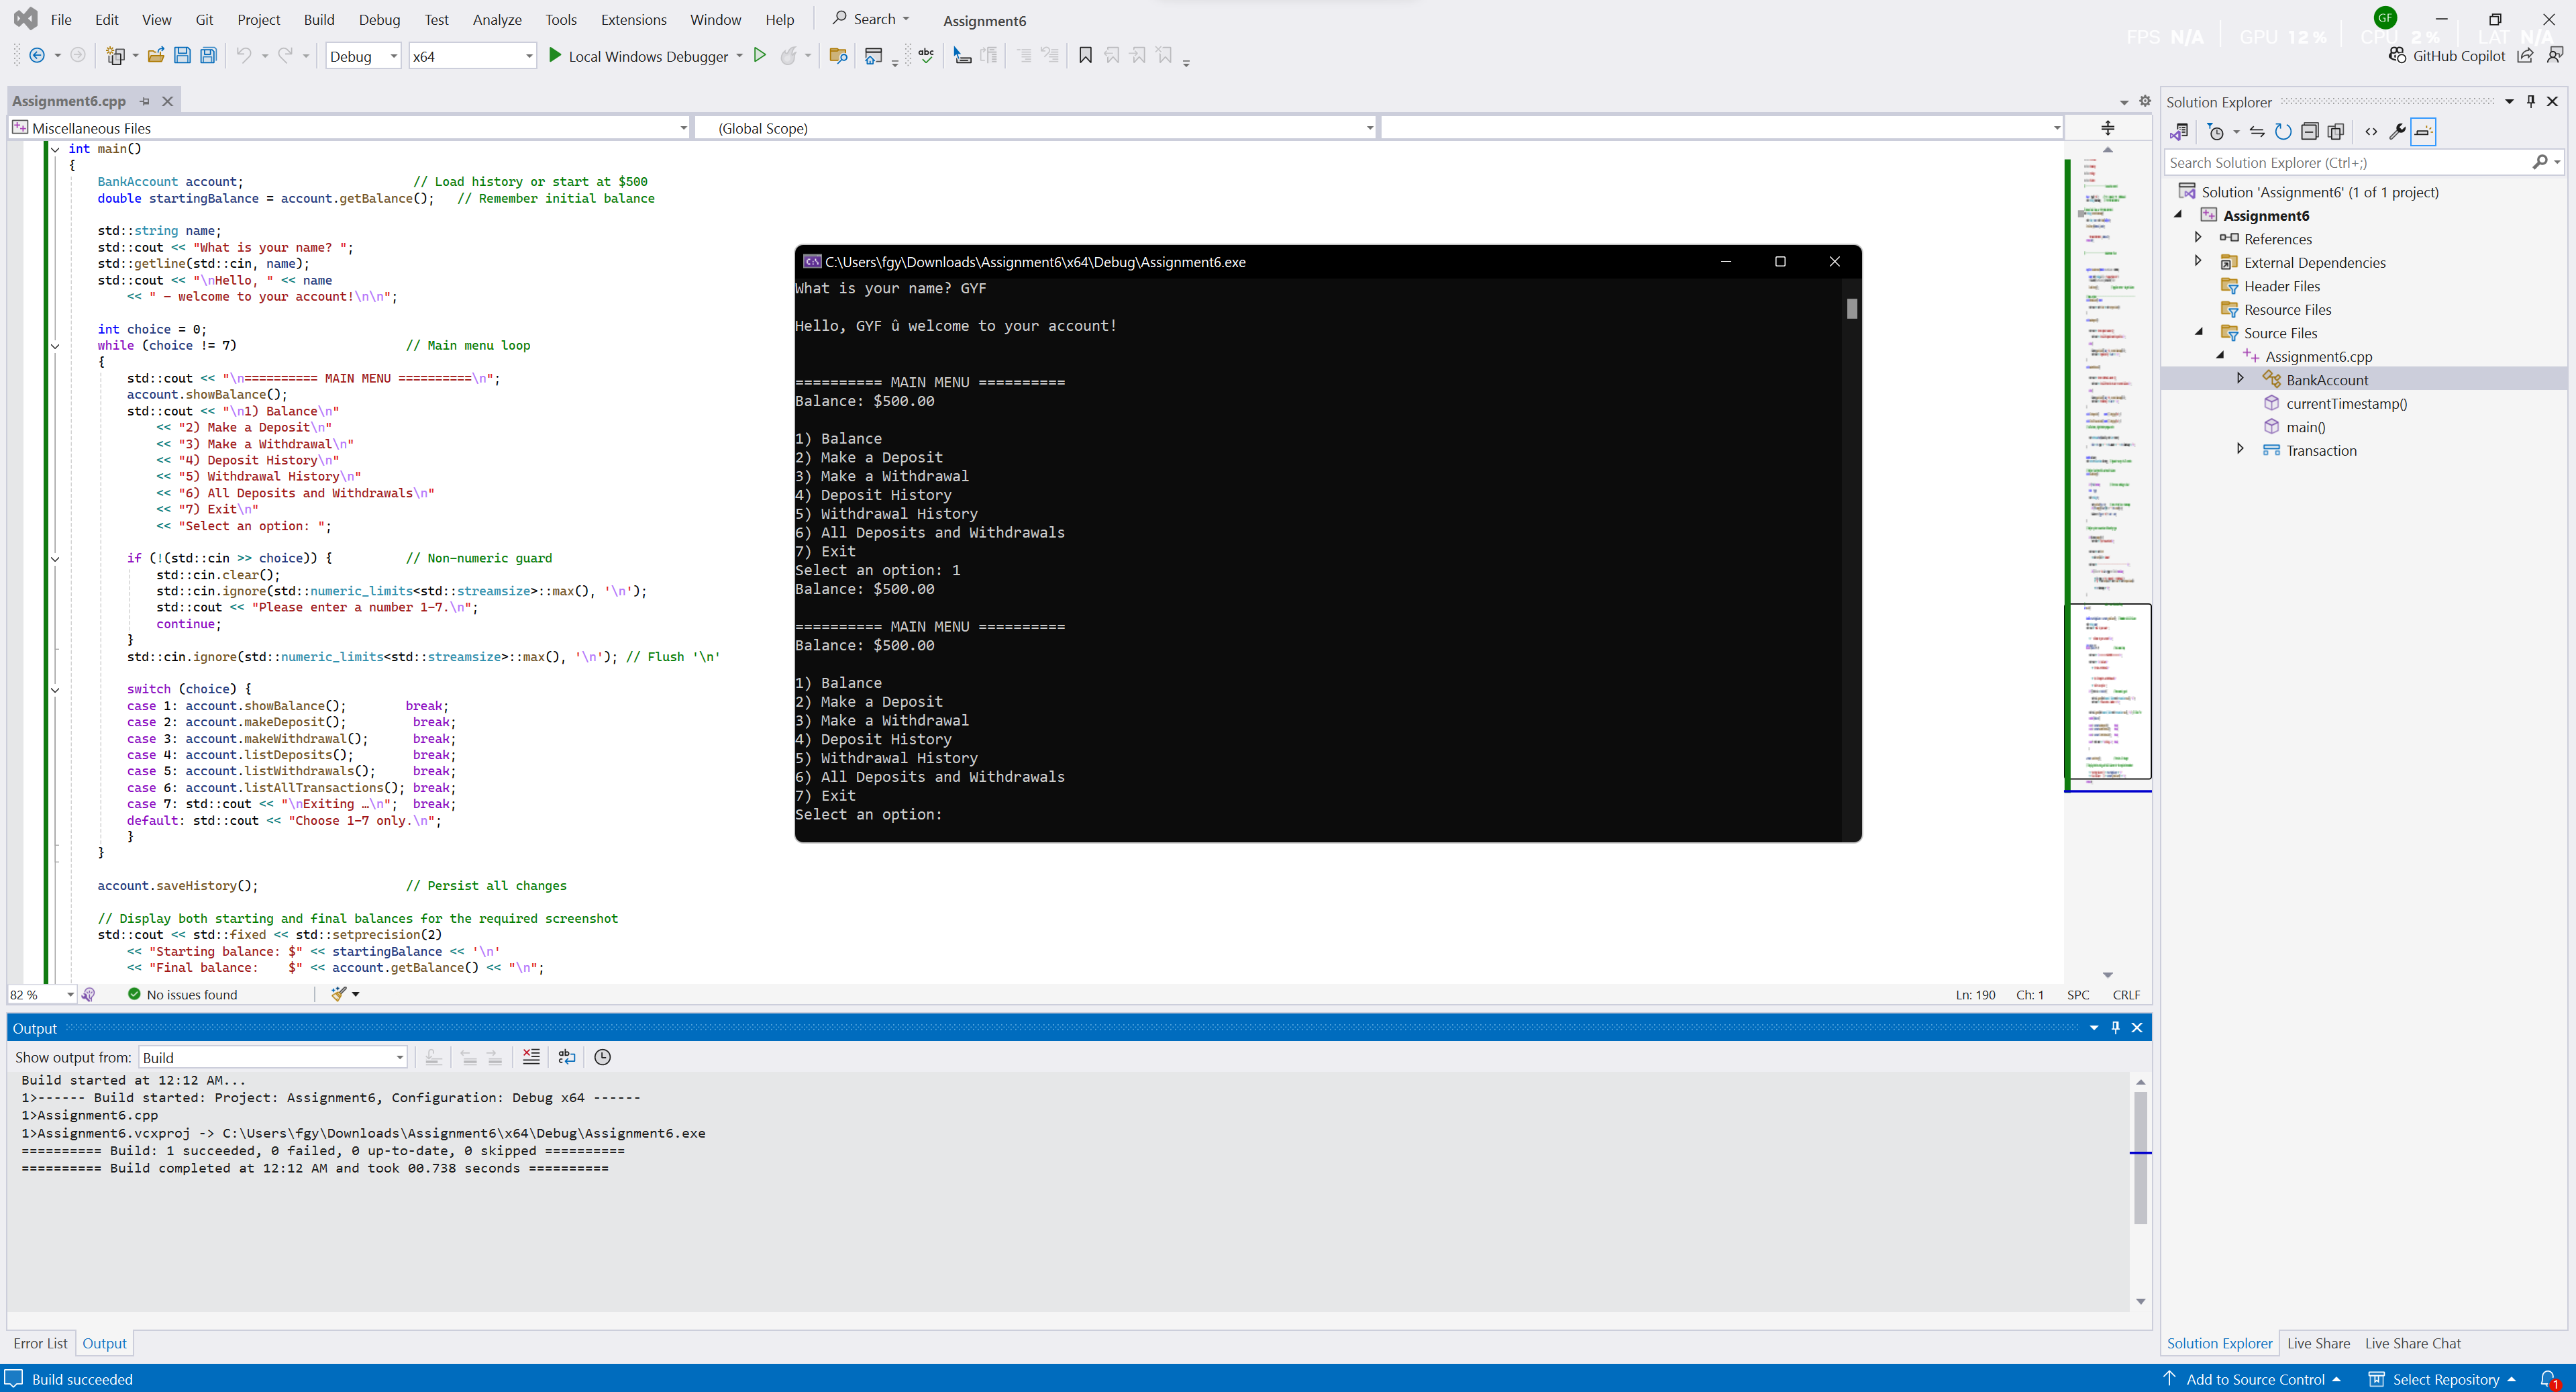 File Edit View Git Project Build Debug Test Analyze Tools Extensions Window Help Search Assignment6 GF
FPS N/A GPU 12 % CPU 2 % LAT N/A
Debug x64 Local Windows Debugger GitHub Copilot
Assignment6.cpp
Miscellaneous Files (Global Scope)
int main()
{
BankAccount account; // Load history or start at $500
double startingBalance = account.getBalance(); // Remember initial balance
std::string name;
std::cout << "What is your name? ";
std::getline(std::cin, name);
std::cout << "\nHello, " << name
<< " – welcome to your account!\n\n";
int choice = 0;
while (choice != 7) // Main menu loop
{
std::cout << "\n========== MAIN MENU ==========\n";
account.showBalance();
std::cout << "\n1) Balance\n"
<< "2) Make a Deposit\n"
<< "3) Make a Withdrawal\n"
<< "4) Deposit History\n"
<< "5) Withdrawal History\n"
<< "6) All Deposits and Withdrawals\n"
<< "7) Exit\n"
<< "Select an option: ";
if (!(std::cin >> choice)) { // Non-numeric guard
std::cin.clear();
std::cin.ignore(std::numeric_limits<std::streamsize>::max(), '\n');
std::cout << "Please enter a number 1-7.\n";
continue;
}
std::cin.ignore(std::numeric_limits<std::streamsize>::max(), '\n'); // Flush '\n'
switch (choice) {
case 1: account.showBalance(); break;
case 2: account.makeDeposit(); break;
case 3: account.makeWithdrawal(); break;
case 4: account.listDeposits(); break;
case 5: account.listWithdrawals(); break;
case 6: account.listAllTransactions(); break;
case 7: std::cout << "\nExiting …\n"; break;
default: std::cout << "Choose 1-7 only.\n";
}
}
account.saveHistory(); // Persist all changes
// Display both starting and final balances for the required screenshot
std::cout << std::fixed << std::setprecision(2)
<< "Starting balance: $" << startingBalance << '\n'
<< "Final balance:    $" << account.getBalance() << "\n";
82 % No issues found Ln: 190 Ch: 1 SPC CRLF
C:\Users\fgy\Downloads\Assignment6\x64\Debug\Assignment6.exe
What is your name? GYF
Hello, GYF û welcome to your account!
========== MAIN MENU ==========
Balance: $500.00
1) Balance
2) Make a Deposit
3) Make a Withdrawal
4) Deposit History
5) Withdrawal History
6) All Deposits and Withdrawals
7) Exit
Select an option: 1
Balance: $500.00
========== MAIN MENU ==========
Balance: $500.00
1) Balance
2) Make a Deposit
3) Make a Withdrawal
4) Deposit History
5) Withdrawal History
6) All Deposits and Withdrawals
7) Exit
Select an option:
Solution Explorer
Search Solution Explorer (Ctrl+;)
Solution 'Assignment6' (1 of 1 project)
Assignment6
References
External Dependencies
Header Files
Resource Files
Source Files
Assignment6.cpp
BankAccount
currentTimestamp()
main()
Transaction
Output
Show output from: Build
Build started at 12:12 AM...
1>------ Build started: Project: Assignment6, Configuration: Debug x64 ------
1>Assignment6.cpp
1>Assignment6.vcxproj -> C:\Users\fgy\Downloads\Assignment6\x64\Debug\Assignment6.exe
========== Build: 1 succeeded, 0 failed, 0 up-to-date, 0 skipped ==========
========== Build completed at 12:12 AM and took 00.738 seconds ==========
Error List Output
Solution Explorer Live Share Live Share Chat
Build succeeded Add to Source Control Select Repository 1